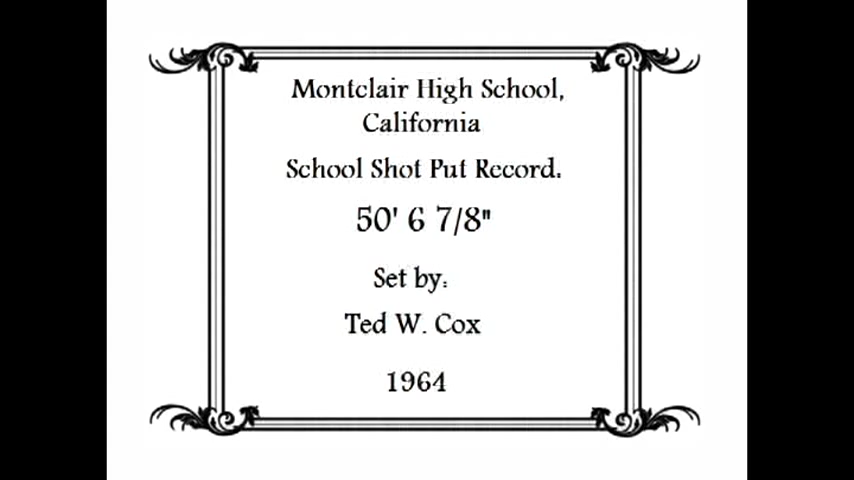 Montclair High School,
California
School Shot Put Record.
50' 6 7/8"
Set by:
Ted W. Cox
1964